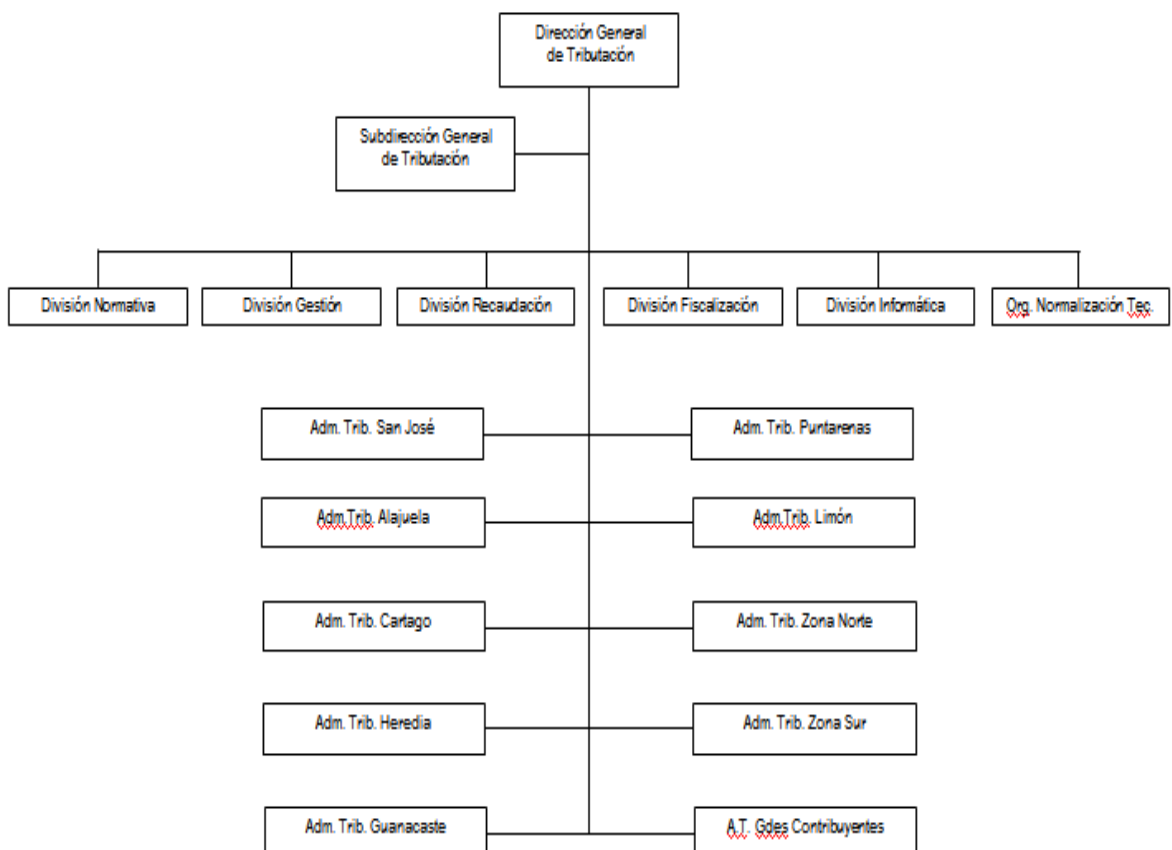 Dirección General
de Tributación
Subdirección General
de Tributación
División Normativa
División Gestión
División Recaudación
División Fiscalización
División Informática
Org. Normalización Tec.
Adm. Trib. San José
Adm. Trib. Puntarenas
Adm.Trib. Alajuela
Adm.Trib. Limón
Adm. Trib. Cartago
Adm. Trib. Zona Norte
Adm. Trib. Heredia
Adm. Trib. Zona Sur
Adm. Trib. Guanacaste
A.T. Gdes Contribuyentes